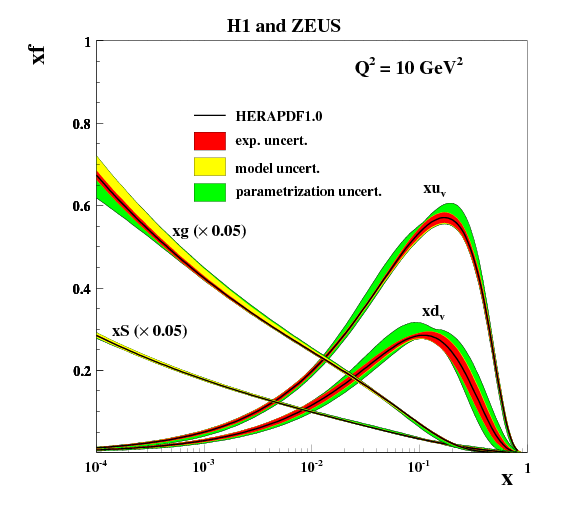 H1 and ZEUS
xf
Q² = 10 GeV²
HERAPDF1.0
exp. uncert.
model uncert.
parametrization uncert.
xuᵥ
xg (× 0.05)
xdᵥ
xS (× 0.05)
1
0.8
0.6
0.4
0.2
10⁻⁴ 10⁻³ 10⁻² 10⁻¹ 1
x